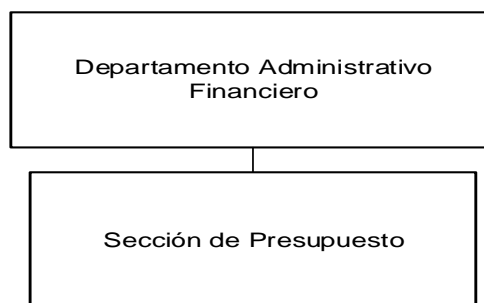 Departamento Administrativo
Financiero
Sección de Presupuesto